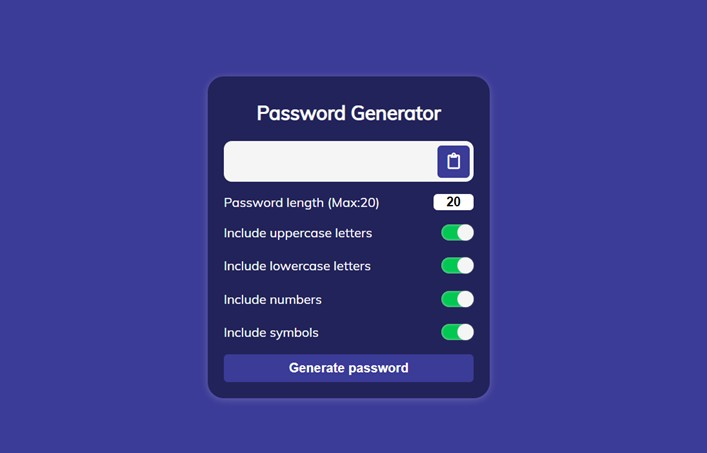 Password Generator
Password length (Max:20) 20
Include uppercase letters
Include lowercase letters
Include numbers
Include symbols
Generate password